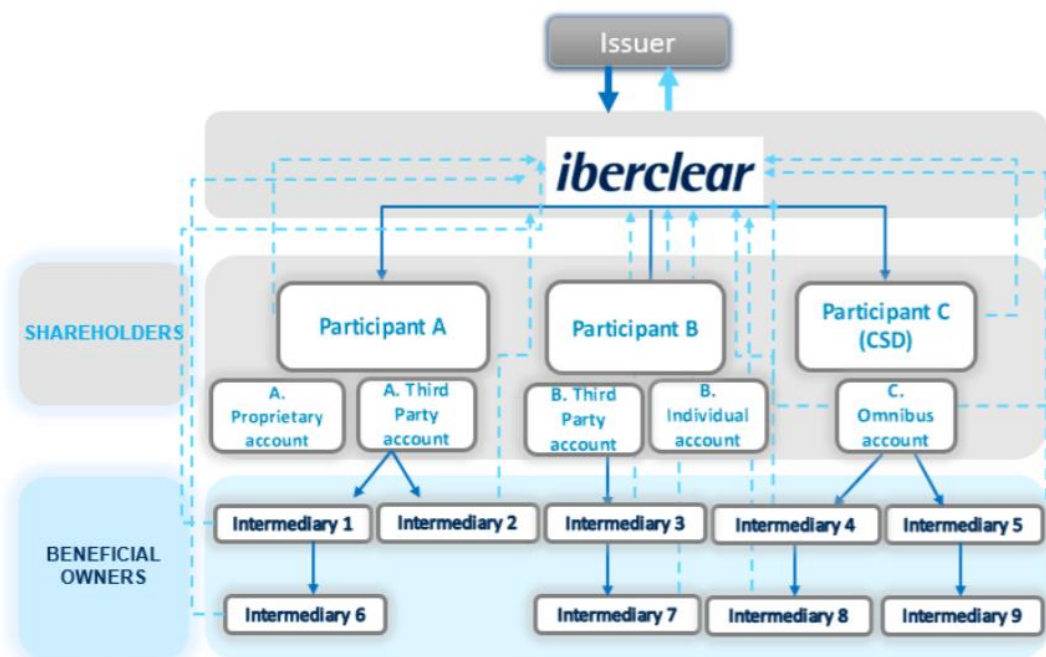 Issuer
iberclear
SHAREHOLDERS
Participant A
Participant B
Participant C
(CSD)
A.
Proprietary
account
A. Third
Party
account
B. Third
Party
account
B.
Individual
account
C.
Omnibus
account
BENEFICIAL
OWNERS
Intermediary 1
Intermediary 2
Intermediary 3
Intermediary 4
Intermediary 5
Intermediary 6
Intermediary 7
Intermediary 8
Intermediary 9